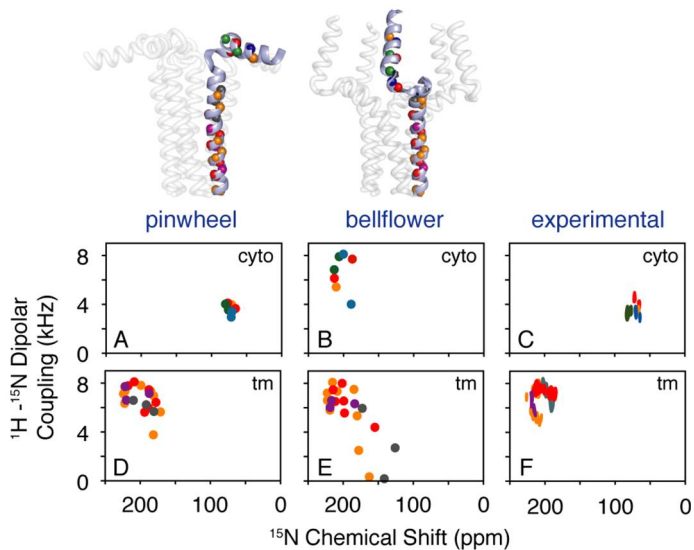 pinwheel bellflower experimental
8 cyto cyto cyto
4
0 A B C
8 tm tm tm
4
0 D E F
200 100 0 200 100 0 200 100 0
¹H -¹⁵N Dipolar
Coupling (kHz)
¹⁵N Chemical Shift (ppm)